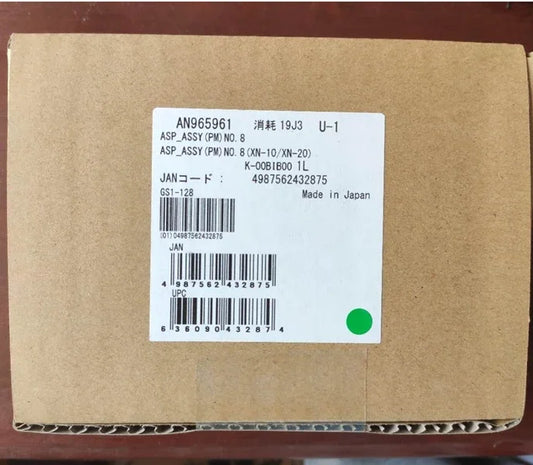 AN965961 消耗 19J3 U-1
ASP_ASSY(PM)NO.8
ASP_ASSY(PM)NO.8(XN-10/XN-20)
K-00BIB00 1L
JANコード : 4987562432875
GS1-128 Made in Japan
(01)04987562432875
JAN
4 987562 432875
UPC
6 36090 43287 4